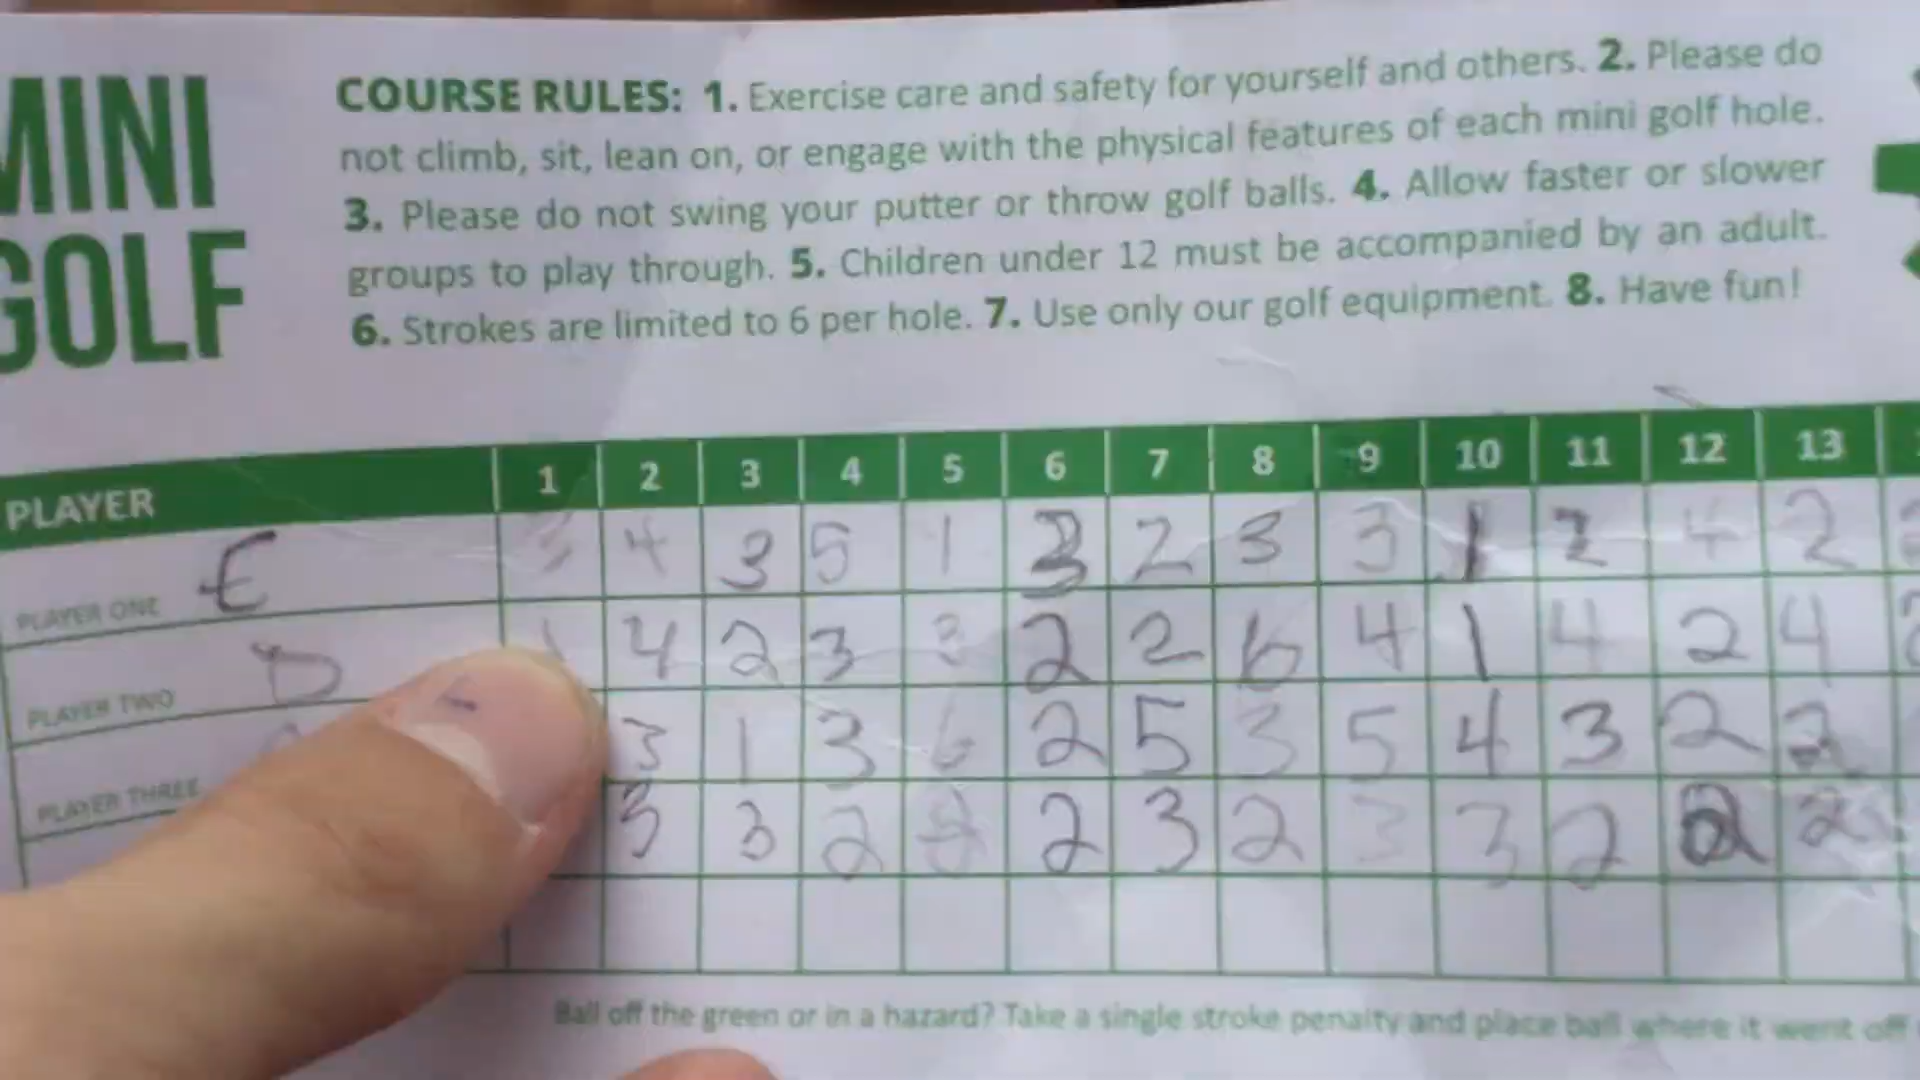 MINI
GOLF
COURSE RULES: 1. Exercise care and safety for yourself and others. 2. Please do
not climb, sit, lean on, or engage with the physical features of each mini golf hole.
3. Please do not swing your putter or throw golf balls. 4. Allow faster or slower
groups to play through. 5. Children under 12 must be accompanied by an adult.
6. Strokes are limited to 6 per hole. 7. Use only our golf equipment. 8. Have fun!
PLAYER 1 2 3 4 5 6 7 8 9 10 11 12 13
PLAYER ONE E 3 4 3 5 1 3 2 3 3 1 2 4 2
PLAYER TWO D 1 4 2 3 3 2 2 6 4 1 4 2 4
PLAYER THREE 3 1 3 6 2 5 3 5 4 3 2 2
3 3 2 2 3 2 3 3 2 2 2
Ball off the green or in a hazard? Take a single stroke penalty and place ball where it went off